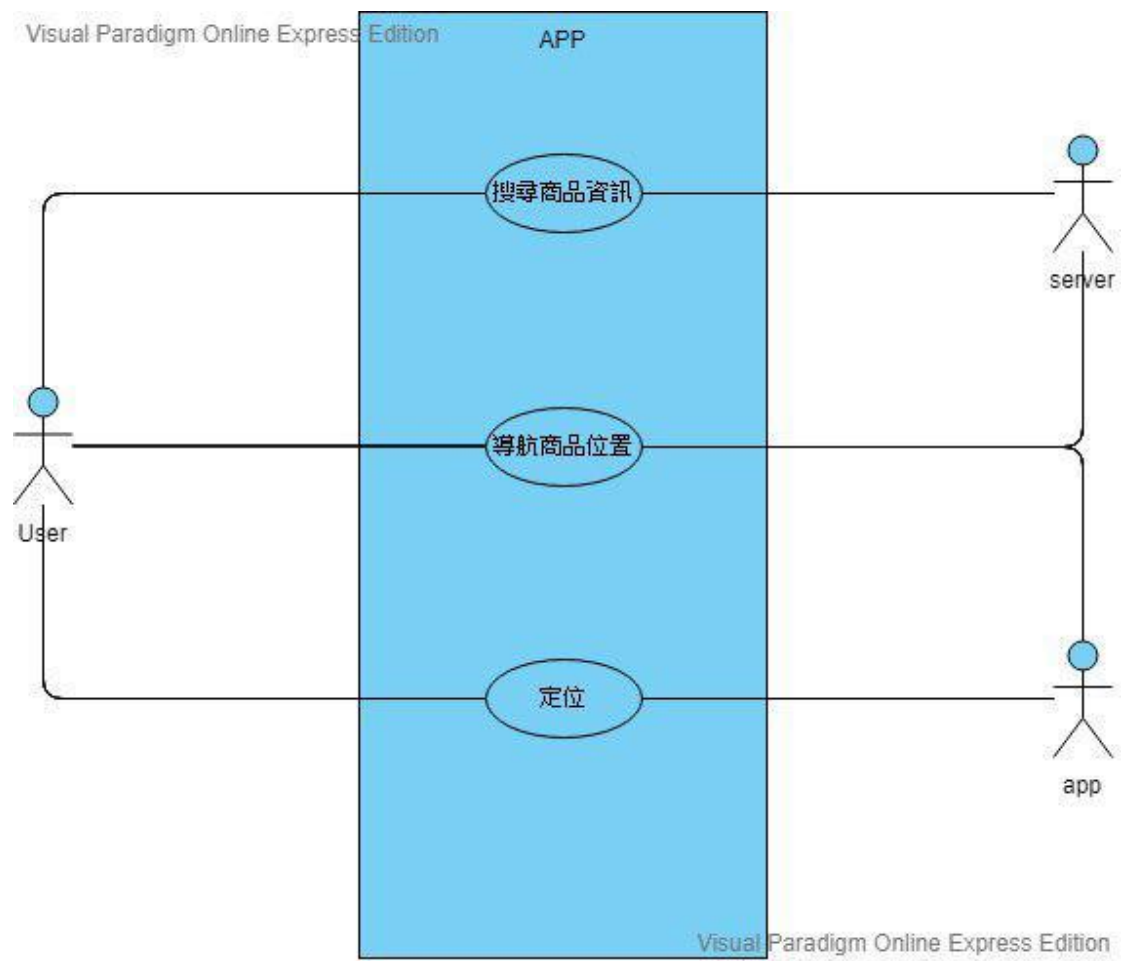 Visual Paradigm Online Express Edition
APP
搜尋商品資訊
server
導航商品位置
User
定位
app
Visual Paradigm Online Express Edition